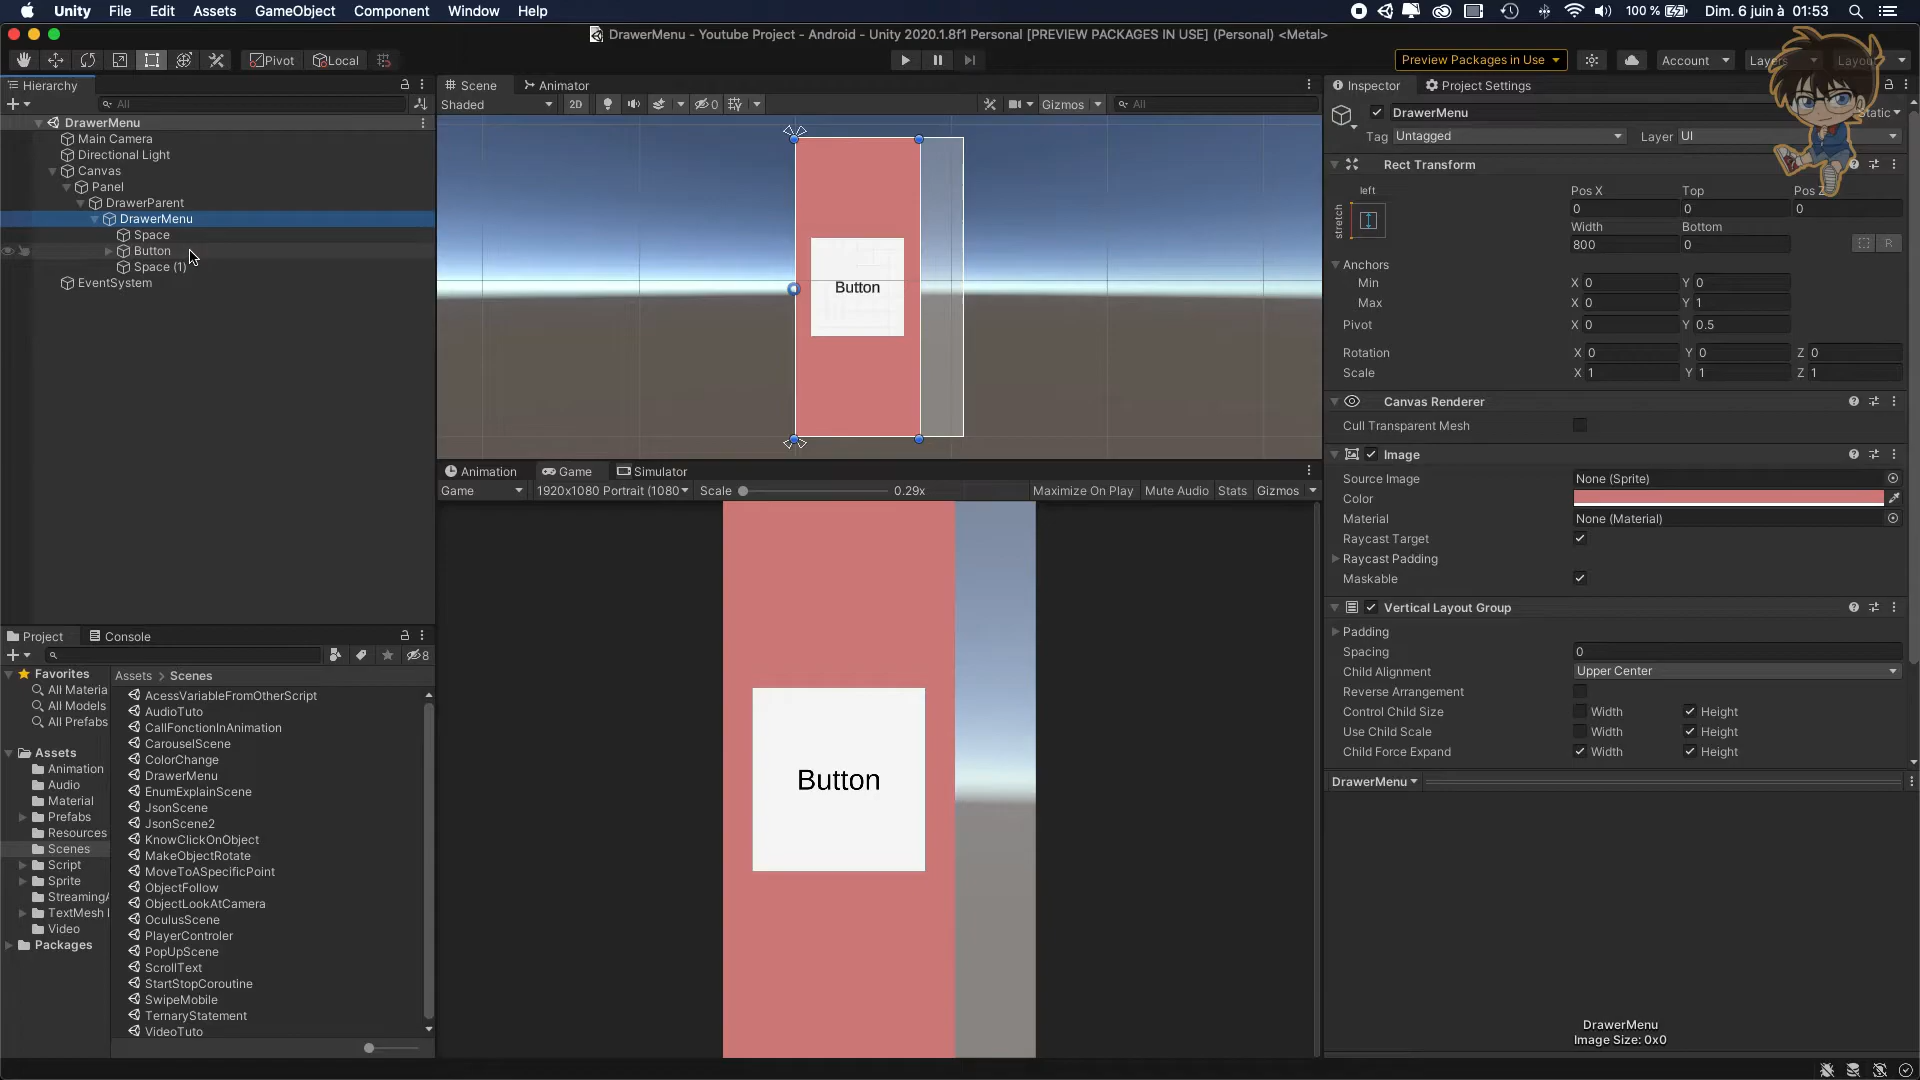 Unity File Edit Assets GameObject Component Window Help
100 % Dim. 6 juin à 01:53
DrawerMenu - Youtube Project - Android - Unity 2020.1.8f1 Personal [PREVIEW PACKAGES IN USE] (Personal) <Metal>
Pivot Local
Preview Packages in Use Account
Hierarchy
All
DrawerMenu
Main Camera
Directional Light
Canvas
Panel
DrawerParent
DrawerMenu
Space
Button
Space (1)
EventSystem
Scene Animator
Shaded 2D 0 Gizmos All
Button
Animation Game Simulator
Game 1920x1080 Portrait (1080 Scale 0.29x Maximize On Play Mute Audio Stats Gizmos
Button
Project Console
8
Favorites
All Materia
All Models
All Prefabs
Assets
Animation
Audio
Material
Prefabs
Resources
Scenes
Script
Sprite
StreamingA
TextMesh
Video
Packages
Assets > Scenes
AcessVariableFromOtherScript
AudioTuto
CallFonctionInAnimation
CarouselScene
ColorChange
DrawerMenu
EnumExplainScene
JsonScene
JsonScene2
KnowClickOnObject
MakeObjectRotate
MoveToASpecificPoint
ObjectFollow
ObjectLookAtCamera
OculusScene
PlayerControler
PopUpScene
ScrollText
StartStopCoroutine
SwipeMobile
TernaryStatement
VideoTuto
Inspector Project Settings
DrawerMenu Static
Tag Untagged Layer UI
Rect Transform
left
stretch
Pos X Top Pos Z
0 0 0
Width Bottom
800 0
R
Anchors
Min X 0 Y 0
Max X 0 Y 1
Pivot X 0 Y 0.5
Rotation X 0 Y 0 Z 0
Scale X 1 Y 1 Z 1
Canvas Renderer
Cull Transparent Mesh
Image
Source Image None (Sprite)
Color
Material None (Material)
Raycast Target
Raycast Padding
Maskable
Vertical Layout Group
Padding
Spacing 0
Child Alignment Upper Center
Reverse Arrangement
Control Child Size Width Height
Use Child Scale Width Height
Child Force Expand Width Height
DrawerMenu
DrawerMenu
Image Size: 0x0